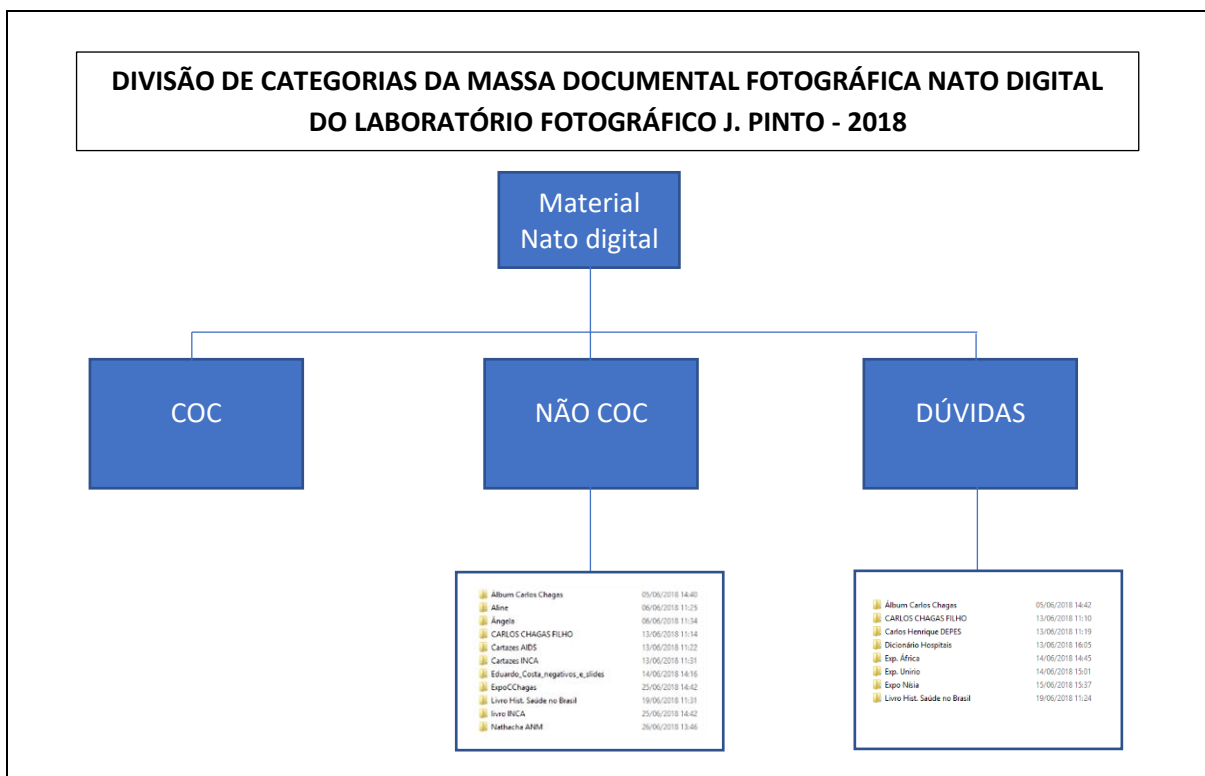 DIVISÃO DE CATEGORIAS DA MASSA DOCUMENTAL FOTOGRÁFICA NATO DIGITAL
DO LABORATÓRIO FOTOGRÁFICO J. PINTO - 2018
Material
Nato digital
COC
NÃO COC
DÚVIDAS
Álbum Carlos Chagas 05/06/2018 14:40
Aline 06/06/2018 11:25
Ângela 06/06/2018 11:34
CARLOS CHAGAS FILHO 13/06/2018 11:14
Cartazes AIDS 13/06/2018 11:22
Cartazes INCA 13/06/2018 11:31
Eduardo_Costa_negativos_e_slides 14/06/2018 14:16
ExpoCChagas 25/06/2018 14:42
Livro Hist. Saúde no Brasil 19/06/2018 11:31
livro INCA 25/06/2018 14:42
Nathacha ANM 26/06/2018 13:46
Álbum Carlos Chagas 05/06/2018 14:42
CARLOS CHAGAS FILHO 13/06/2018 11:10
Carlos Henrique DEPES 13/06/2018 11:19
Dicionário Hospitais 13/06/2018 16:05
Exp. África 14/06/2018 14:45
Exp. Unirio 14/06/2018 15:01
Expo Nísia 15/06/2018 15:37
Livro Hist. Saúde no Brasil 19/06/2018 11:24